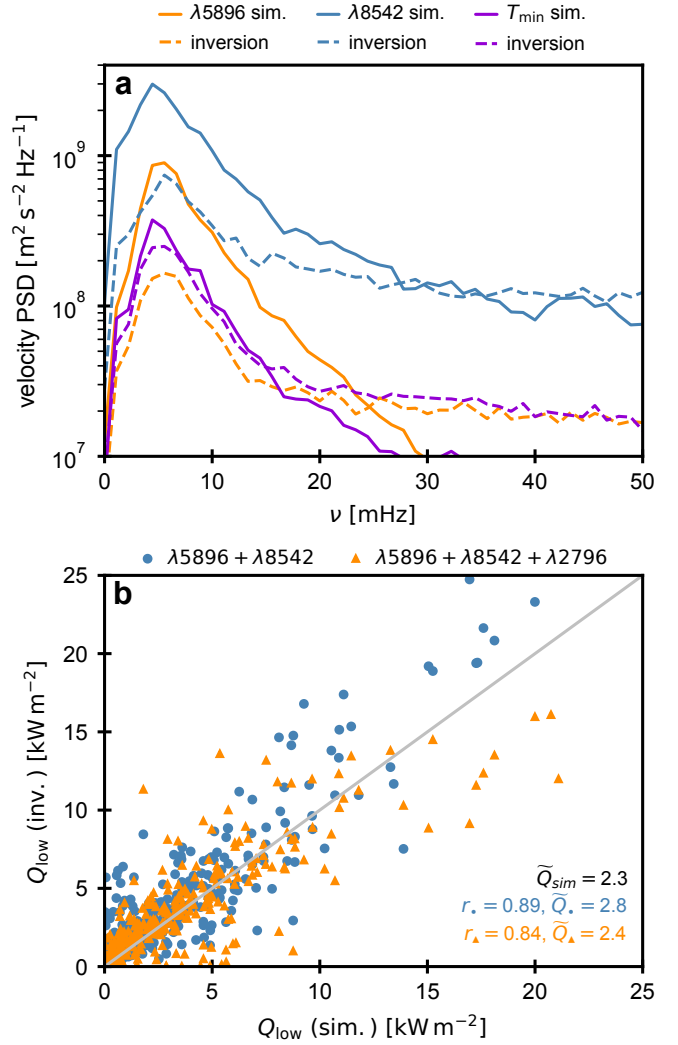 λ5896 sim. λ8542 sim. T_min sim.
inversion inversion inversion
a
velocity PSD [m² s⁻² Hz⁻¹]
10⁹
10⁸
10⁷
0 10 20 30 40 50
ν [mHz]
λ5896 + λ8542 λ5896 + λ8542 + λ2796
b
Q_low (inv.) [kW m⁻²]
25
20
15
10
5
0
Q̃_sim = 2.3
r_• = 0.89, Q̃_• = 2.8
r_▲ = 0.84, Q̃_▲ = 2.4
0 5 10 15 20 25
Q_low (sim.) [kW m⁻²]